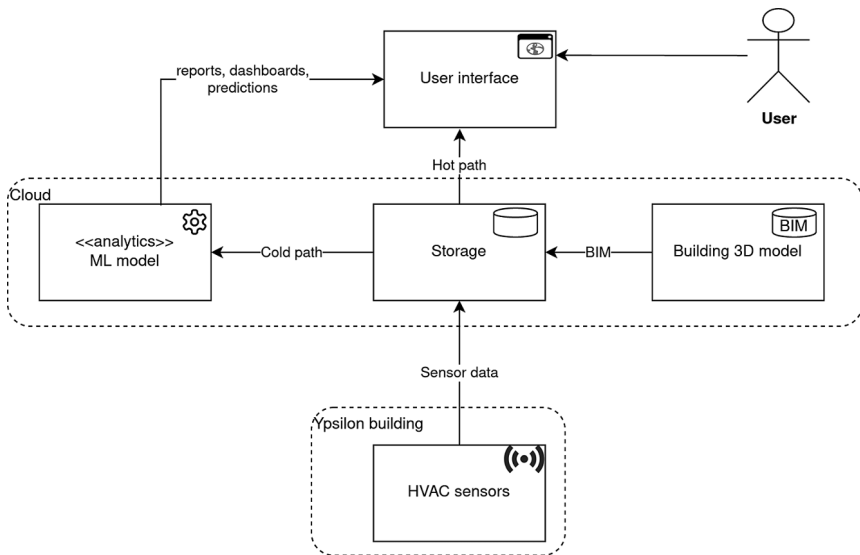 reports, dashboards,
predictions
User interface
User
Hot path
Cloud
<<analytics>>
ML model
Cold path
Storage
BIM
BIM
Building 3D model
Sensor data
Ypsilon building
HVAC sensors